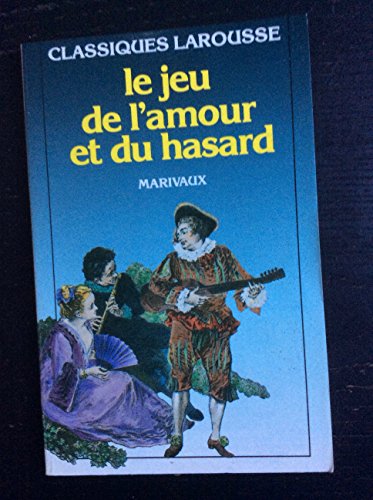 CLASSIQUES LAROUSSE
le jeu
de l'amour
et du hasard
MARIVAUX